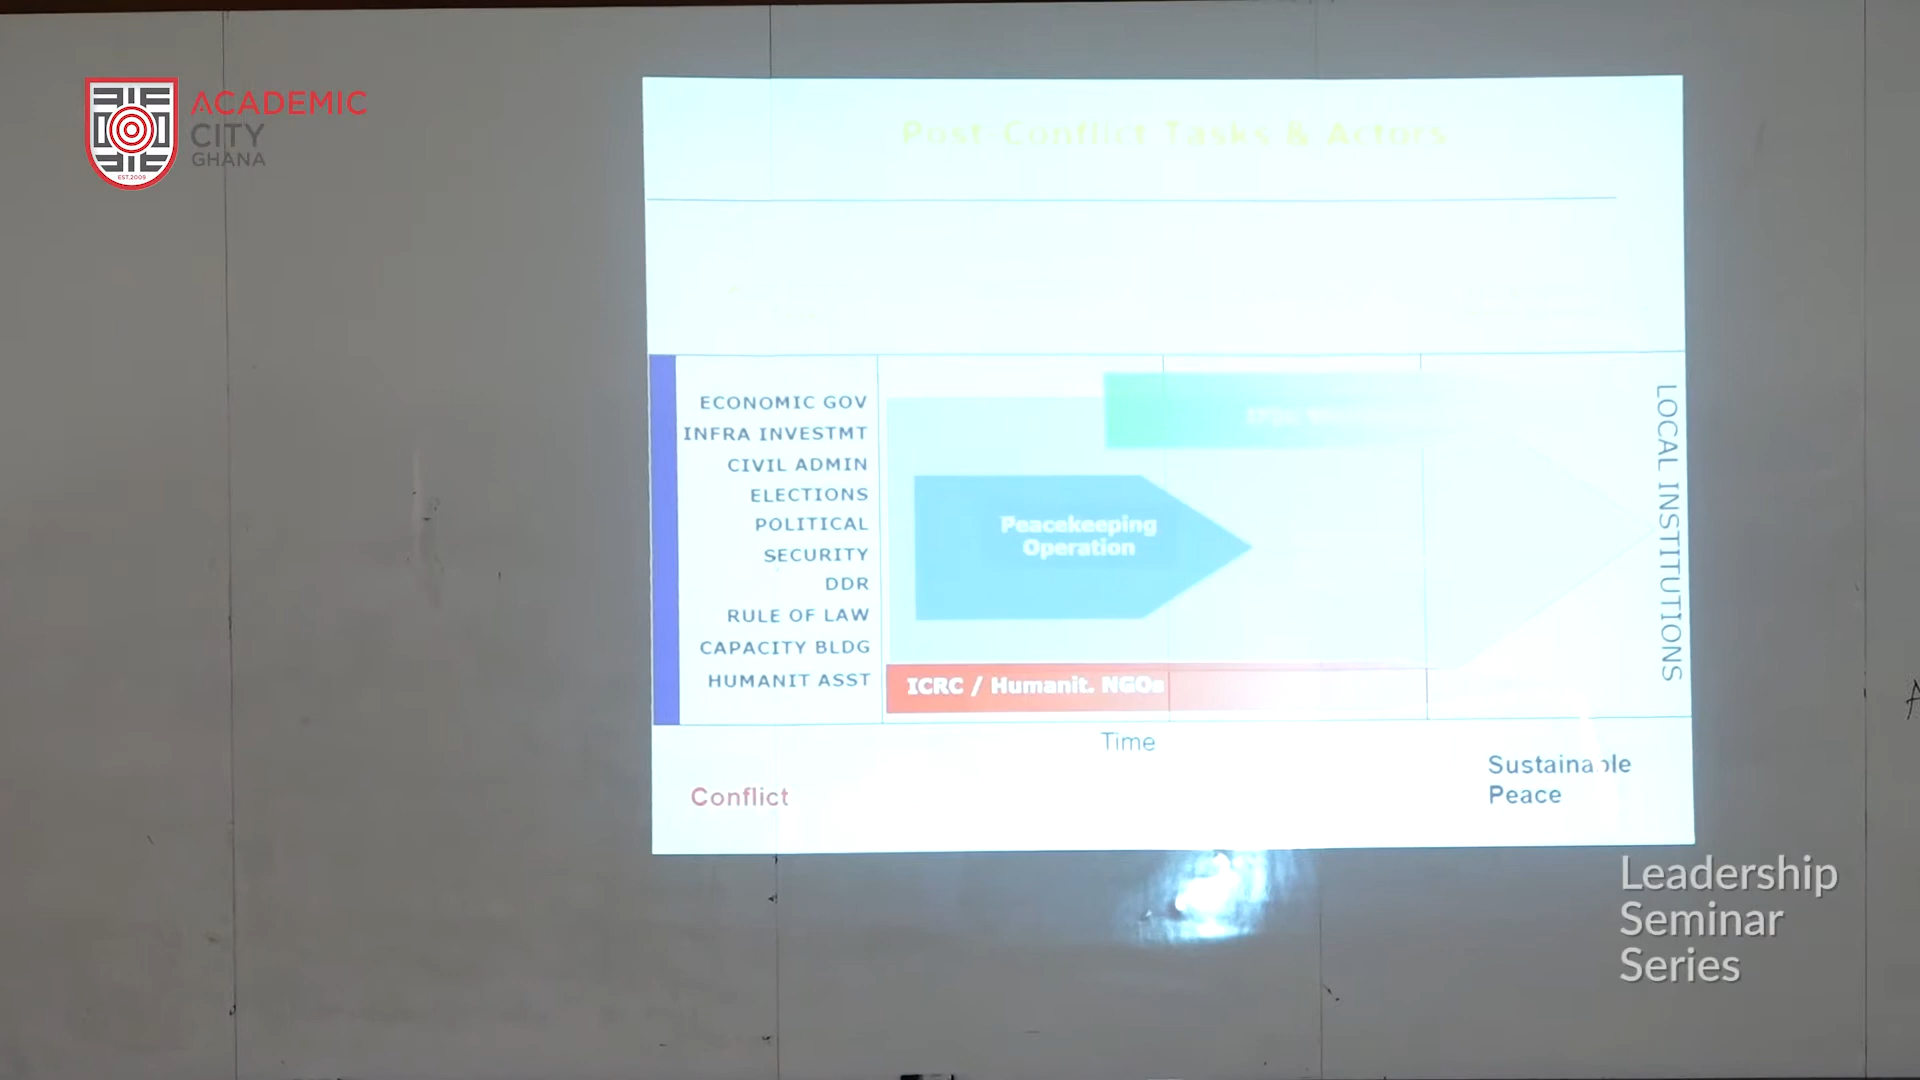 ACADEMIC
CITY
GHANA
EST.2009
Post-Conflict Tasks & Actors
ECONOMIC GOV
INFRA INVESTMT
CIVIL ADMIN
ELECTIONS
POLITICAL
SECURITY
DDR
RULE OF LAW
CAPACITY BLDG
HUMANIT ASST
Peacekeeping
Operation
ICRC / Humanit. NGOs
LOCAL INSTITUTIONS
Time
Conflict
Sustainable
Peace
Leadership
Seminar
Series